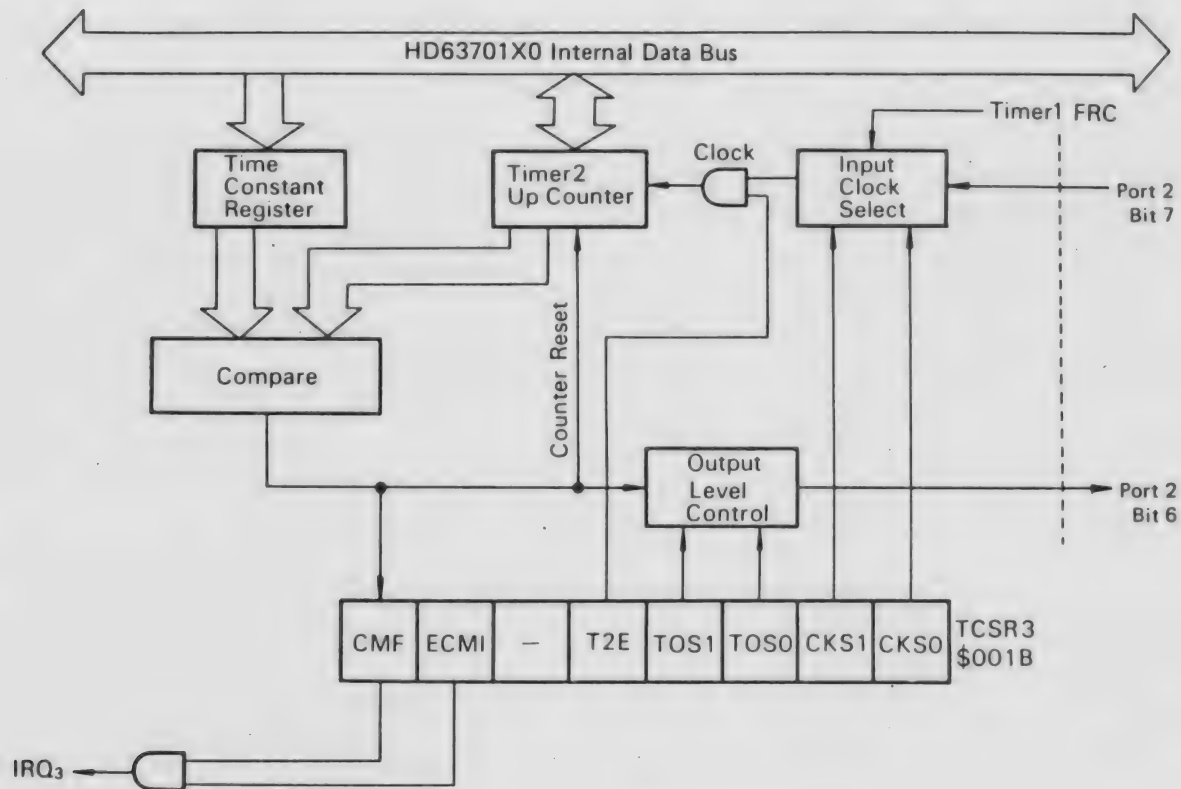 HD63701X0 Internal Data Bus
Timer1 FRC
Time
Constant
Register
Timer2
Up Counter
Clock
Input
Clock
Select
Port 2
Bit 7
Counter Reset
Compare
Output
Level
Control
Port 2
Bit 6
CMF ECMI – T2E TOS1 TOS0 CKS1 CKS0
TCSR3
$001B
IRQ₃